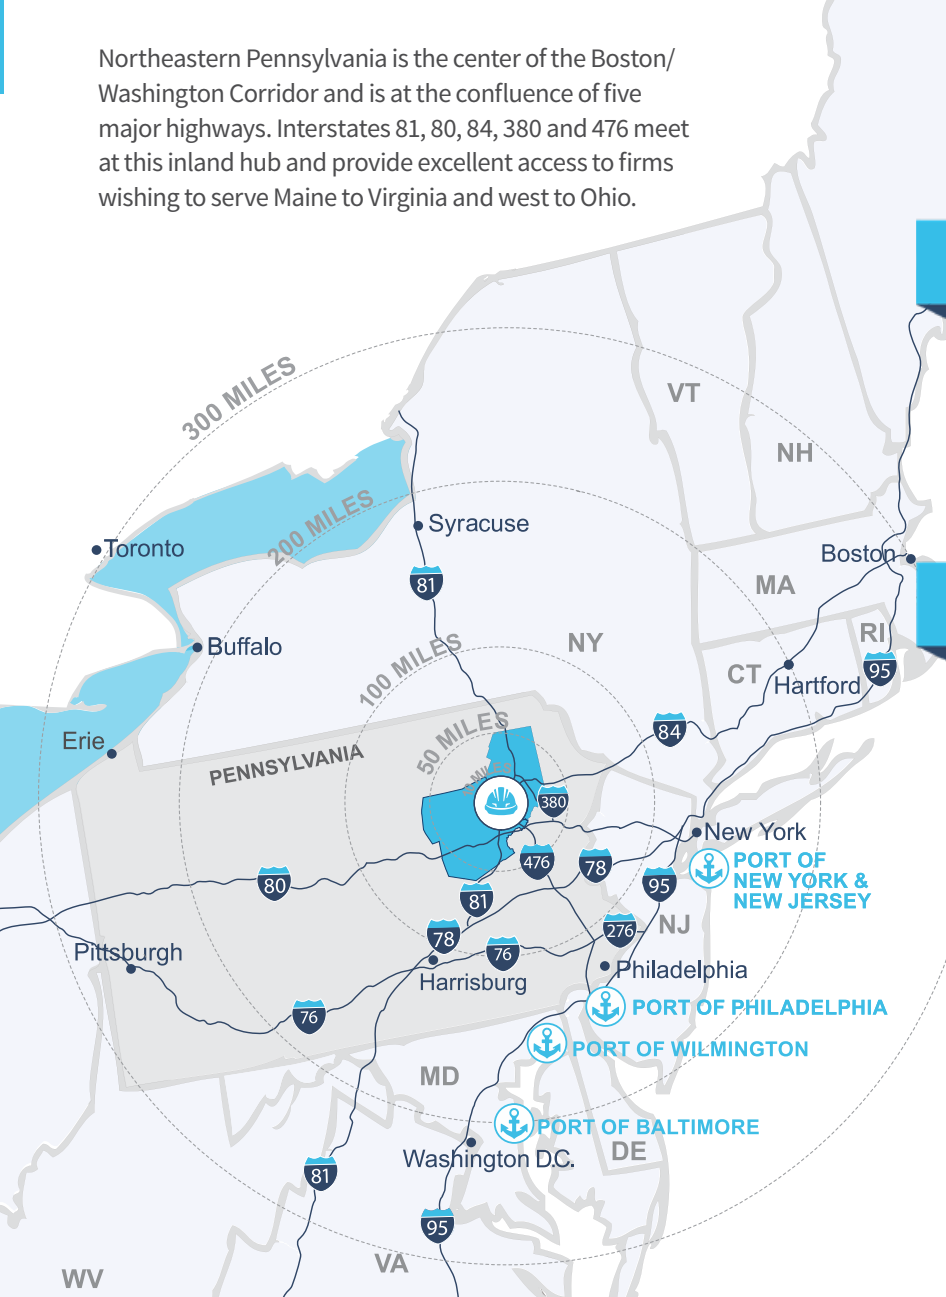 Northeastern Pennsylvania is the center of the Boston/
Washington Corridor and is at the confluence of five
major highways. Interstates 81, 80, 84, 380 and 476 meet
at this inland hub and provide excellent access to firms
wishing to serve Maine to Virginia and west to Ohio.
300 MILES
VT
NH
200 MILES
Syracuse
Toronto
Boston
81
MA
NY
RI
Buffalo
100 MILES
CT
95
Hartford
50 MILES
84
Erie
PENNSYLVANIA
MILES
380
New York
PORT OF
NEW YORK &
NEW JERSEY
476
78
80
95
81
NJ
78
276
76
Pittsburgh
Harrisburg
Philadelphia
PORT OF PHILADELPHIA
76
PORT OF WILMINGTON
MD
PORT OF BALTIMORE
DE
Washington D.C.
81
95
VA
WV